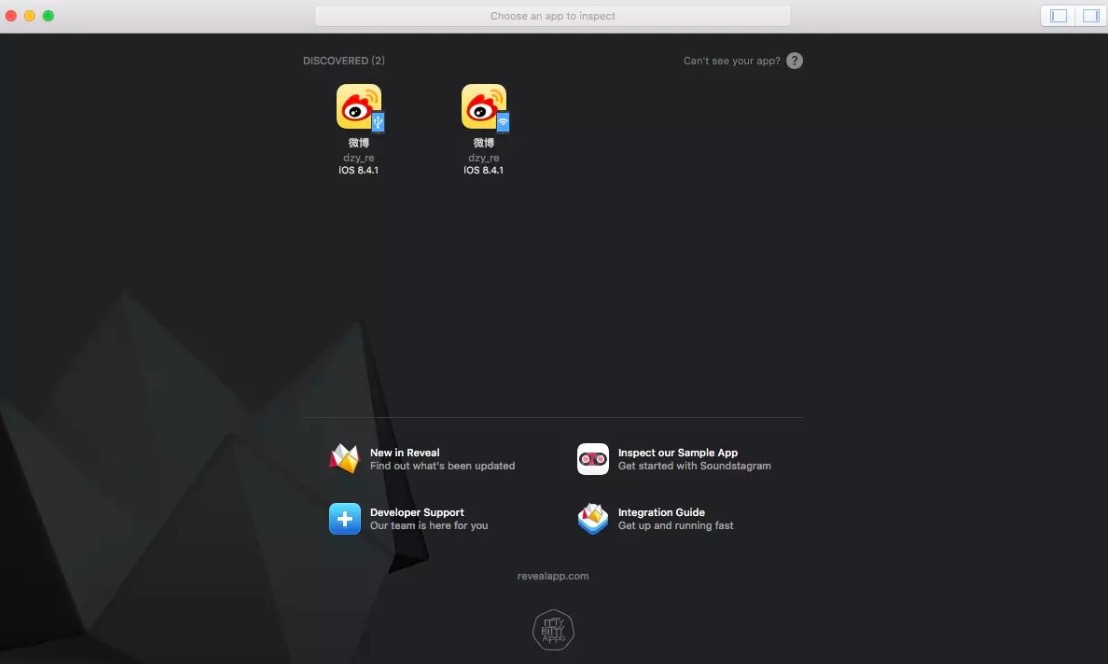 Choose an app to inspect
DISCOVERED (2)
Can't see your app? ?
微博
dzy_re
iOS 8.4.1
微博
dzy_re
iOS 8.4.1
New in Reveal
Find out what's been updated
Inspect our Sample App
Get started with Soundstagram
Developer Support
Our team is here for you
Integration Guide
Get up and running fast
revealapp.com
ITTY
BITTY
APPS